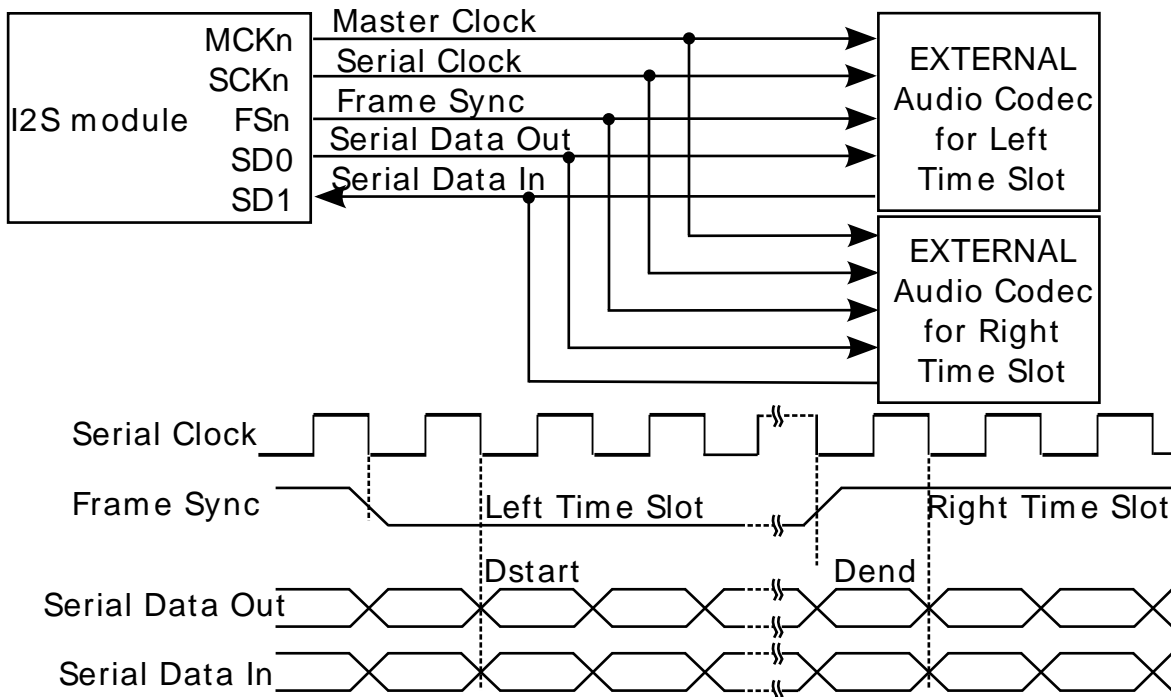 I2S module
MCKn
SCKn
FSn
SD0
SD1
Master Clock
Serial Clock
Frame Sync
Serial Data Out
Serial Data In
EXTERNAL
Audio Codec
for Left
Time Slot
EXTERNAL
Audio Codec
for Right
Time Slot
Serial Clock
Frame Sync
Left Time Slot
Right Time Slot
Dstart
Dend
Serial Data Out
Serial Data In